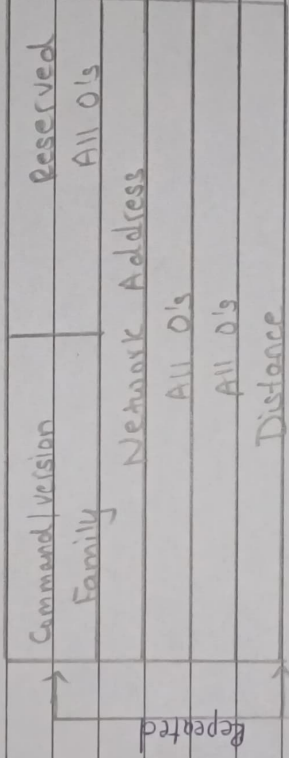 Command/version Reserved
Family All 0's
Network Address
All 0's
All 0's
Distance
Repeated